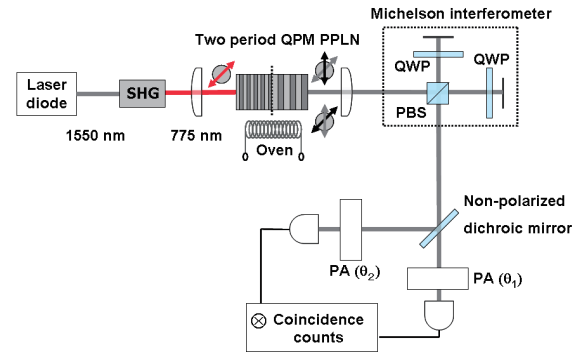 Michelson interferometer
Two period QPM PPLN
QWP
QWP
Laser
diode
SHG
PBS
1550 nm
775 nm
Oven
Non-polarized
dichroic mirror
PA (θ₂)
PA (θ₁)
⊗ Coincidence
counts